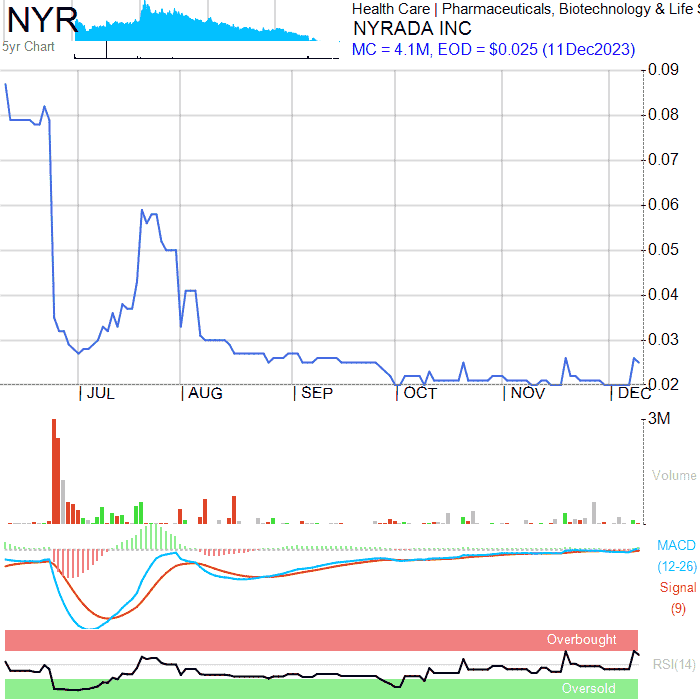 NYR
Health Care | Pharmaceuticals, Biotechnology & Life
NYRADA INC
5yr Chart
MC = 4.1M, EOD = $0.025 (11Dec2023)
0.09
0.08
0.07
0.06
0.05
0.04
0.03
0.02
JUL
AUG
SEP
OCT
NOV
DEC
3M
Volume
MACD
(12-26)
Signal
(9)
Overbought
RSI(14)
Oversold